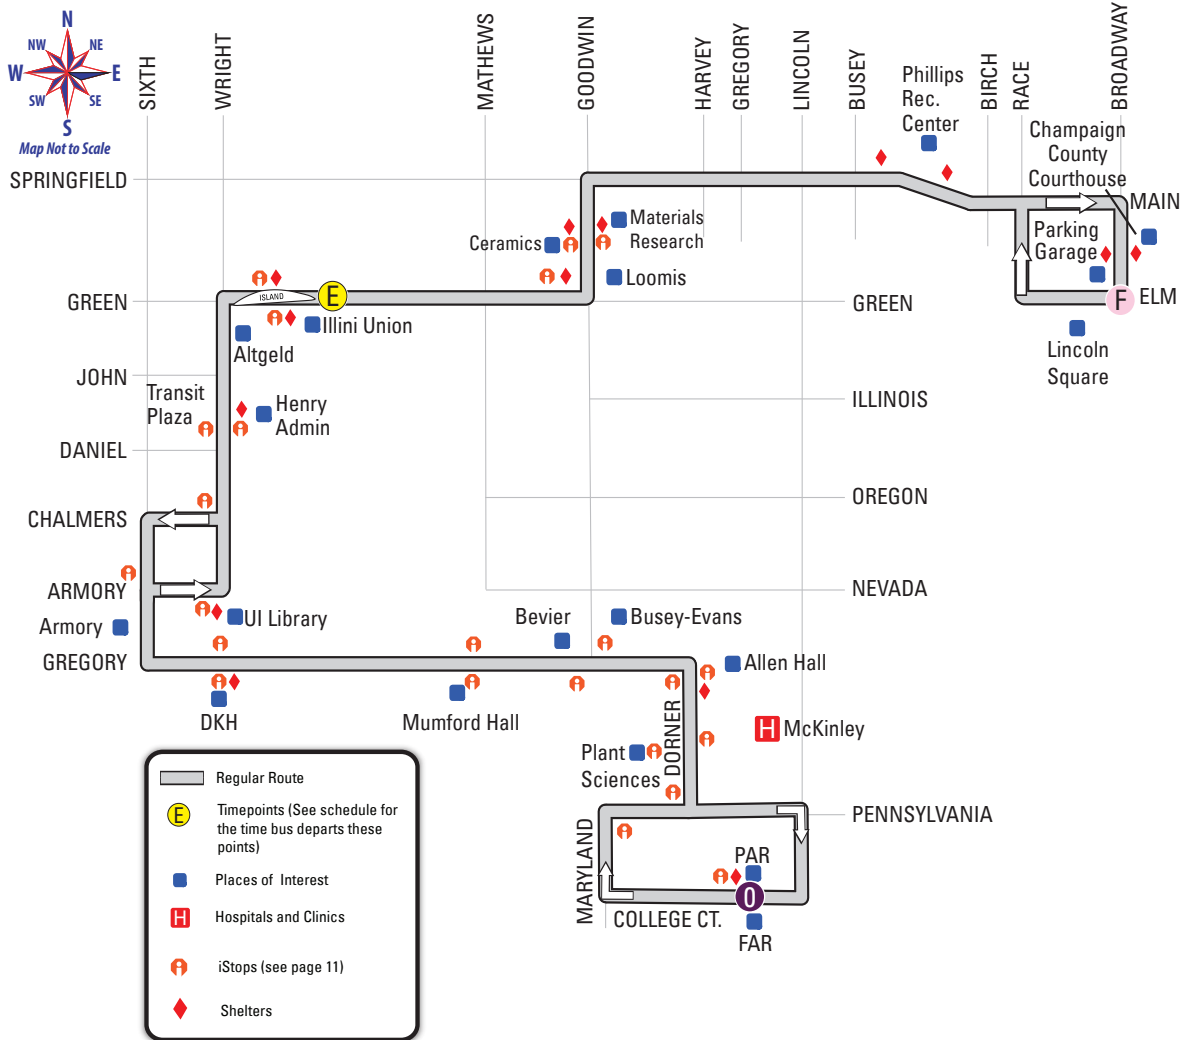 N
NW
NE
W
E
SW
SE
S
Map Not to Scale
SIXTH
WRIGHT
MATHEWS
GOODWIN
HARVEY
GREGORY
LINCOLN
BUSEY
BIRCH
RACE
BROADWAY
Phillips
Rec.
Center
Champaign
County
Courthouse
SPRINGFIELD
MAIN
Materials
Research
Ceramics
Parking
Garage
Loomis
GREEN
ISLAND
E
GREEN
F
ELM
Illini Union
Altgeld
Lincoln
Square
JOHN
Transit
Plaza
Henry
Admin
ILLINOIS
DANIEL
OREGON
CHALMERS
ARMORY
NEVADA
Armory
UI Library
Bevier
Busey-Evans
GREGORY
Allen Hall
DKH
Mumford Hall
DORNER
H
McKinley
Plant
Sciences
PENNSYLVANIA
MARYLAND
PAR
O
COLLEGE CT.
FAR
Regular Route
E
Timepoints (See schedule for
the time bus departs these
points)
Places of Interest
H
Hospitals and Clinics
iStops (see page 11)
Shelters